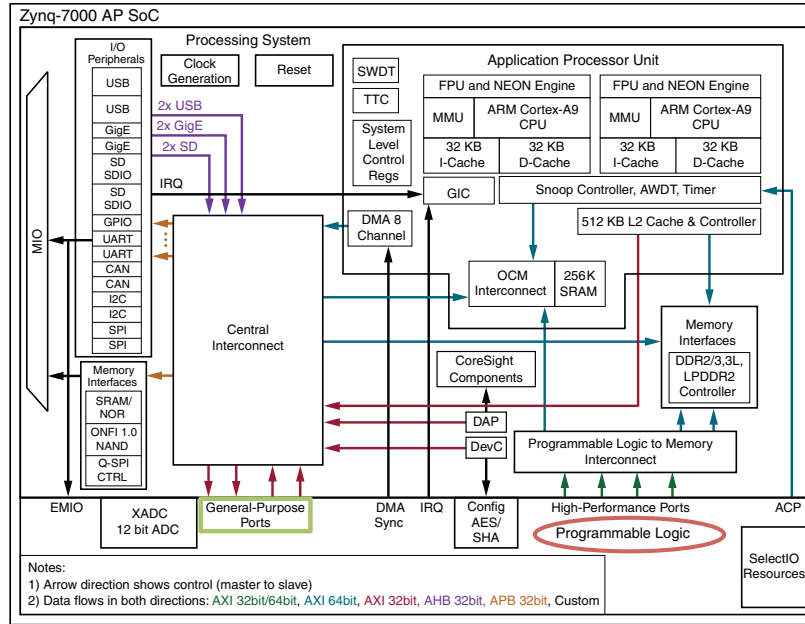 Zynq-7000 AP SoC
Processing System
I/O
Peripherals
USB
USB
GigE
GigE
SD
SDIO
SD
SDIO
GPIO
UART
UART
CAN
CAN
I2C
I2C
SPI
SPI
MIO
Clock
Generation
Reset
2x USB
2x GigE
2x SD
IRQ
Application Processor Unit
SWDT
TTC
System
Level
Control
Regs
FPU and NEON Engine
MMU
ARM Cortex-A9
CPU
32 KB
I-Cache
32 KB
D-Cache
FPU and NEON Engine
MMU
ARM Cortex-A9
CPU
32 KB
I-Cache
32 KB
D-Cache
GIC
Snoop Controller, AWDT, Timer
DMA 8
Channel
512 KB L2 Cache & Controller
OCM
Interconnect
256K
SRAM
Central
Interconnect
Memory
Interfaces
DDR2/3,3L,
LPDDR2
Controller
CoreSight
Components
DAP
DevC
Programmable Logic to Memory
Interconnect
Memory
Interfaces
SRAM/
NOR
ONFI 1.0
NAND
Q-SPI
CTRL
EMIO
XADC
12 bit ADC
General-Purpose
Ports
DMA
Sync
IRQ
Config
AES/
SHA
High-Performance Ports
ACP
Programmable Logic
SelectIO
Resources
Notes:
1) Arrow direction shows control (master to slave)
2) Data flows in both directions: AXI 32bit/64bit, AXI 64bit, AXI 32bit, AHB 32bit, APB 32bit, Custom